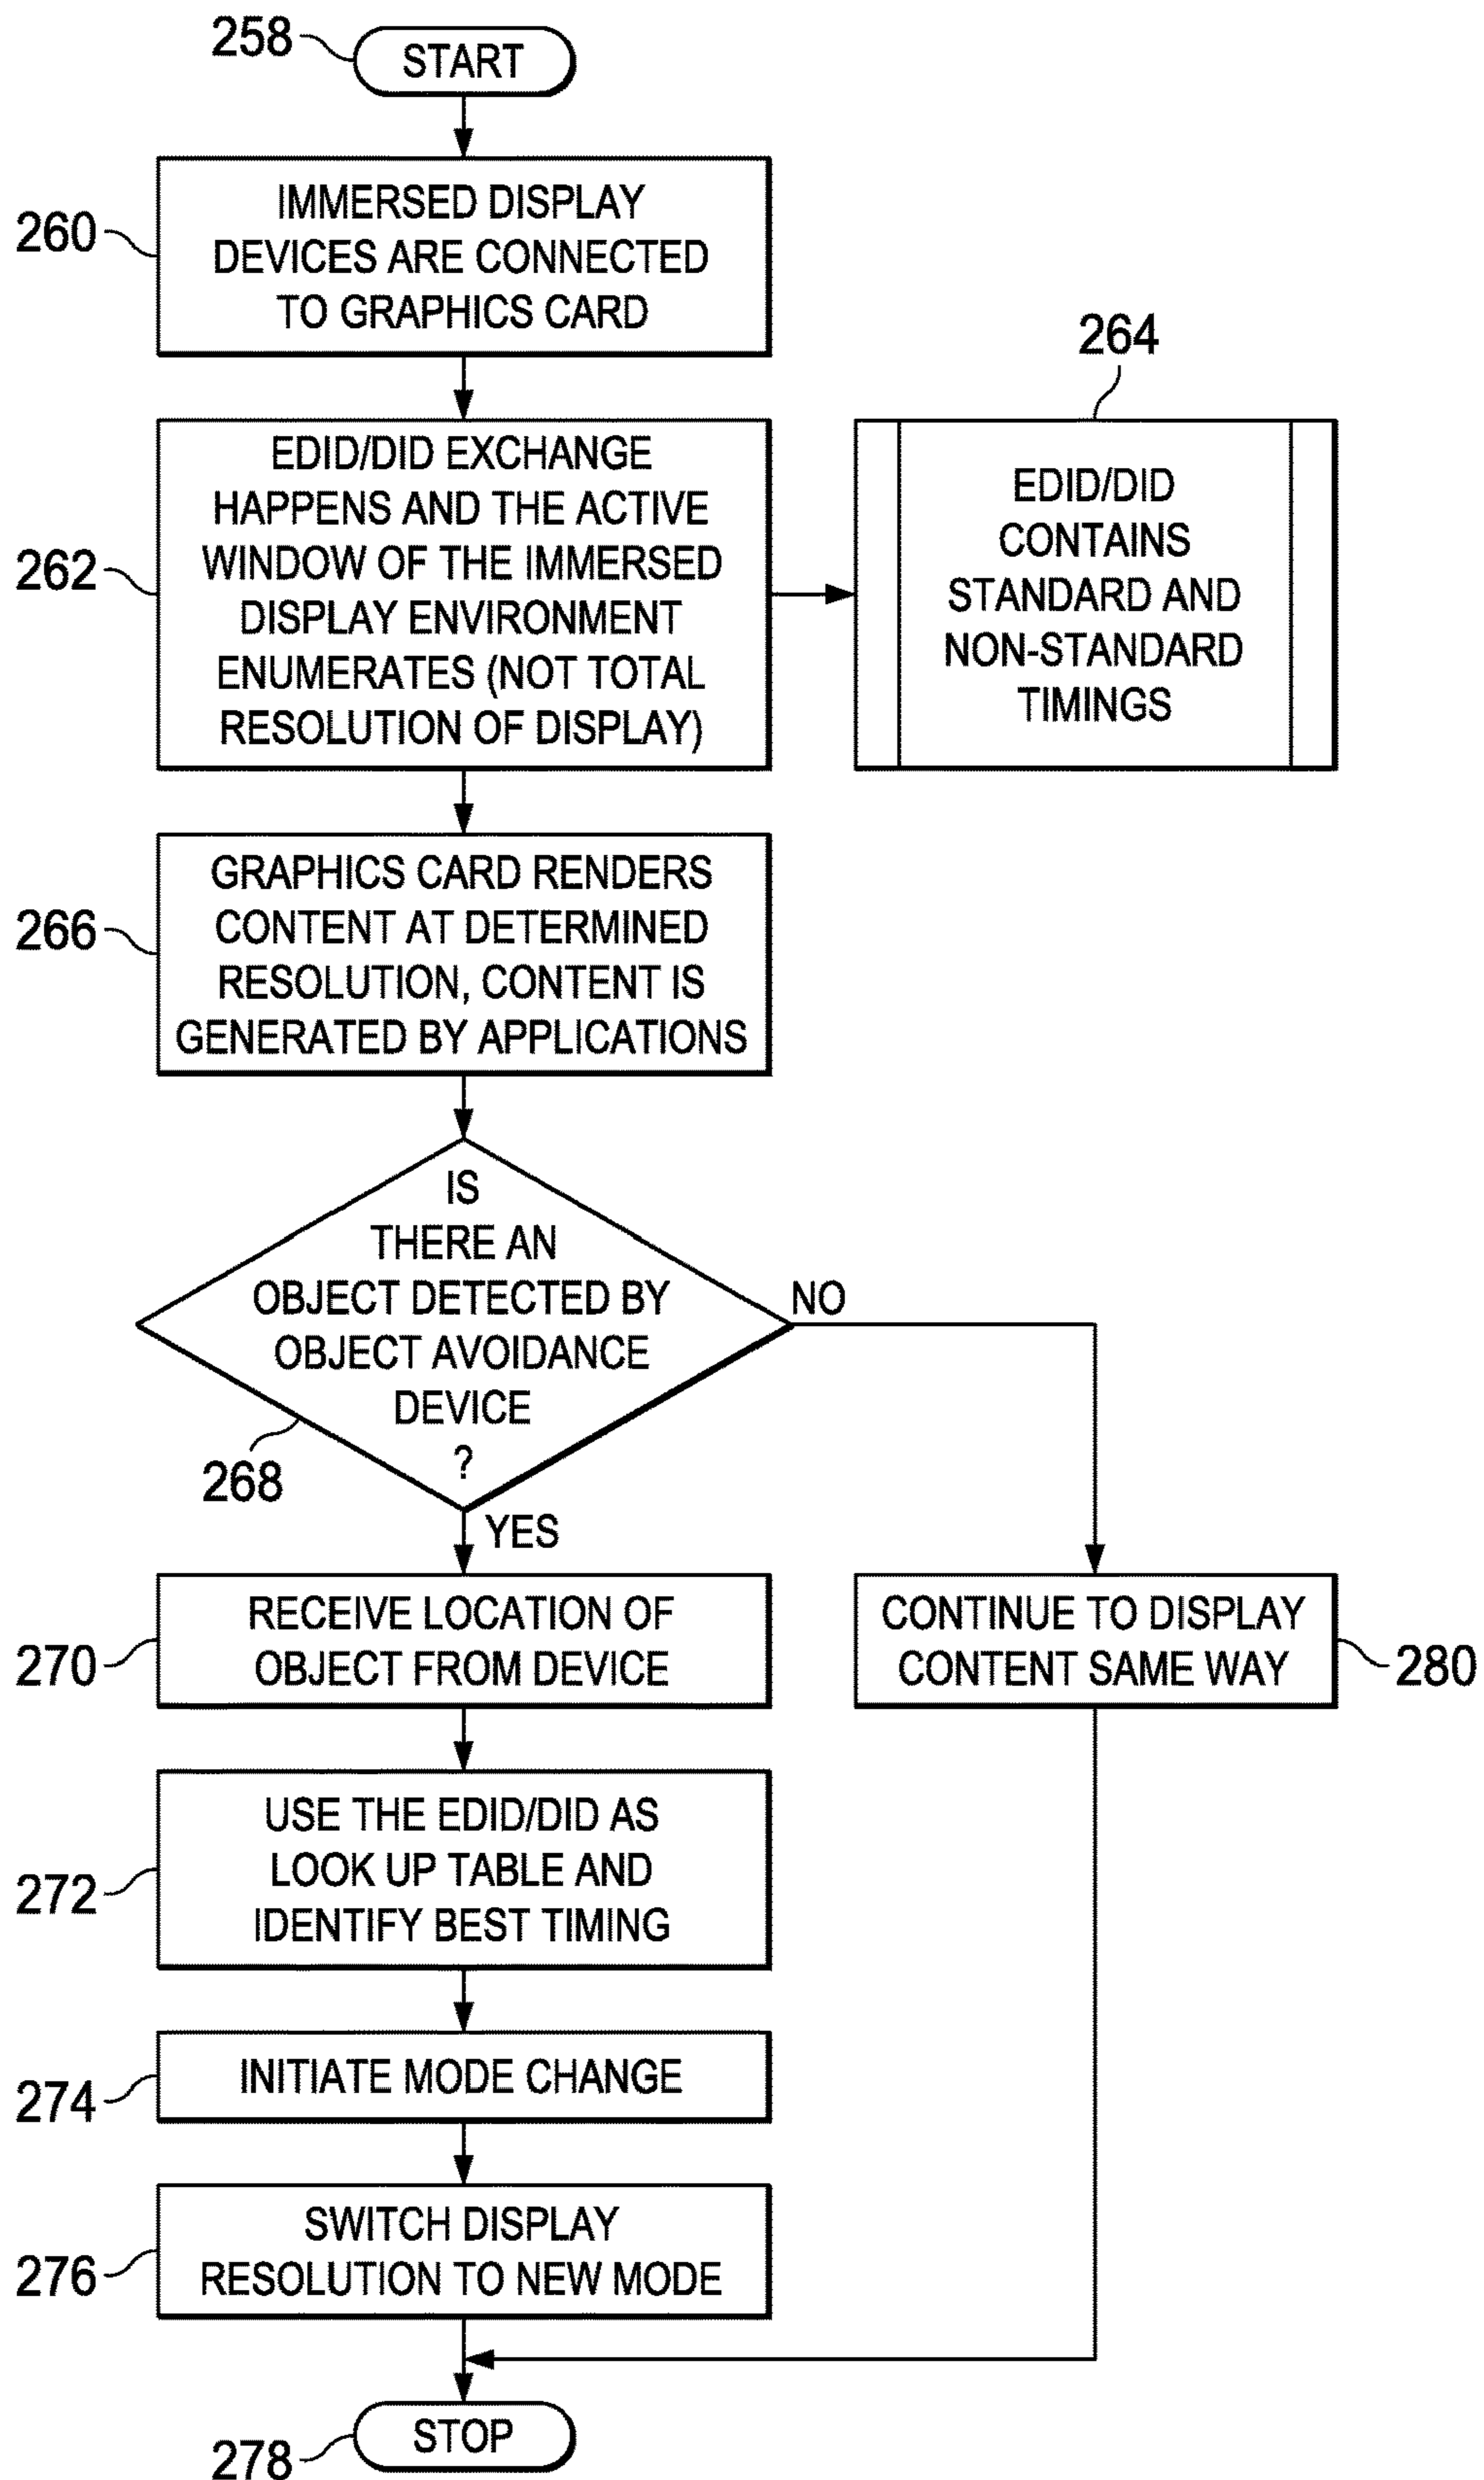 258
START
260
IMMERSED DISPLAY
DEVICES ARE CONNECTED
TO GRAPHICS CARD
262
EDID/DID EXCHANGE
HAPPENS AND THE ACTIVE
WINDOW OF THE IMMERSED
DISPLAY ENVIRONMENT
ENUMERATES (NOT TOTAL
RESOLUTION OF DISPLAY)
264
EDID/DID
CONTAINS
STANDARD AND
NON-STANDARD
TIMINGS
266
GRAPHICS CARD RENDERS
CONTENT AT DETERMINED
RESOLUTION, CONTENT IS
GENERATED BY APPLICATIONS
IS
THERE AN
OBJECT DETECTED BY
OBJECT AVOIDANCE
DEVICE
?
268
NO
YES
270
RECEIVE LOCATION OF
OBJECT FROM DEVICE
CONTINUE TO DISPLAY
CONTENT SAME WAY
280
272
USE THE EDID/DID AS
LOOK UP TABLE AND
IDENTIFY BEST TIMING
274
INITIATE MODE CHANGE
276
SWITCH DISPLAY
RESOLUTION TO NEW MODE
278
STOP